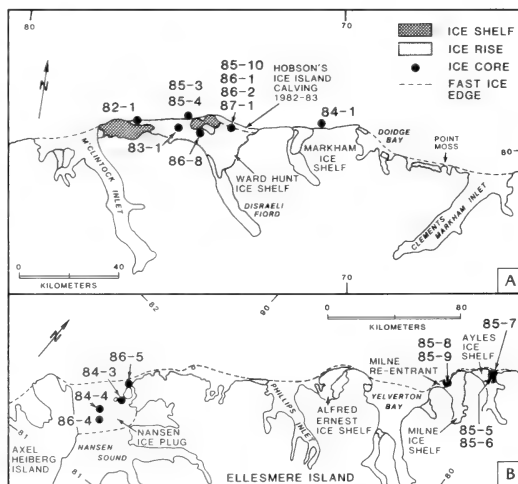 80
70
ICE SHELF
ICE RISE
ICE CORE
FAST ICE
EDGE
N
85-10
86-1
86-2
87-1
HOBSON'S
ICE ISLAND
CALVING
1982-83
85-3
85-4
82-1
84-1
83-1
86-8
DOIDGE
BAY
POINT
MOSS
80
MARKHAM
ICE
SHELF
WARD HUNT
ICE SHELF
M'CLINTOCK INLET
DISRAELI
FIORD
CLEMENTS
MARKHAM INLET
0 40
KILOMETERS
70
A
82
90
0 80
KILOMETERS
N
85-7
85-8
85-9
AYLES
ICE
SHELF
MILNE
RE-ENTRANT
86-5
84-3
84-4
86-4
PHILLIPS INLET
ALFRED
ERNEST
ICE SHELF
YELVERTON
BAY
MILNE
ICE
SHELF
85-5
85-6
81
NANSEN
ICE PLUG
AXEL
HEIBERG
ISLAND
NANSEN
SOUND
81
ELLESMERE ISLAND
80
B